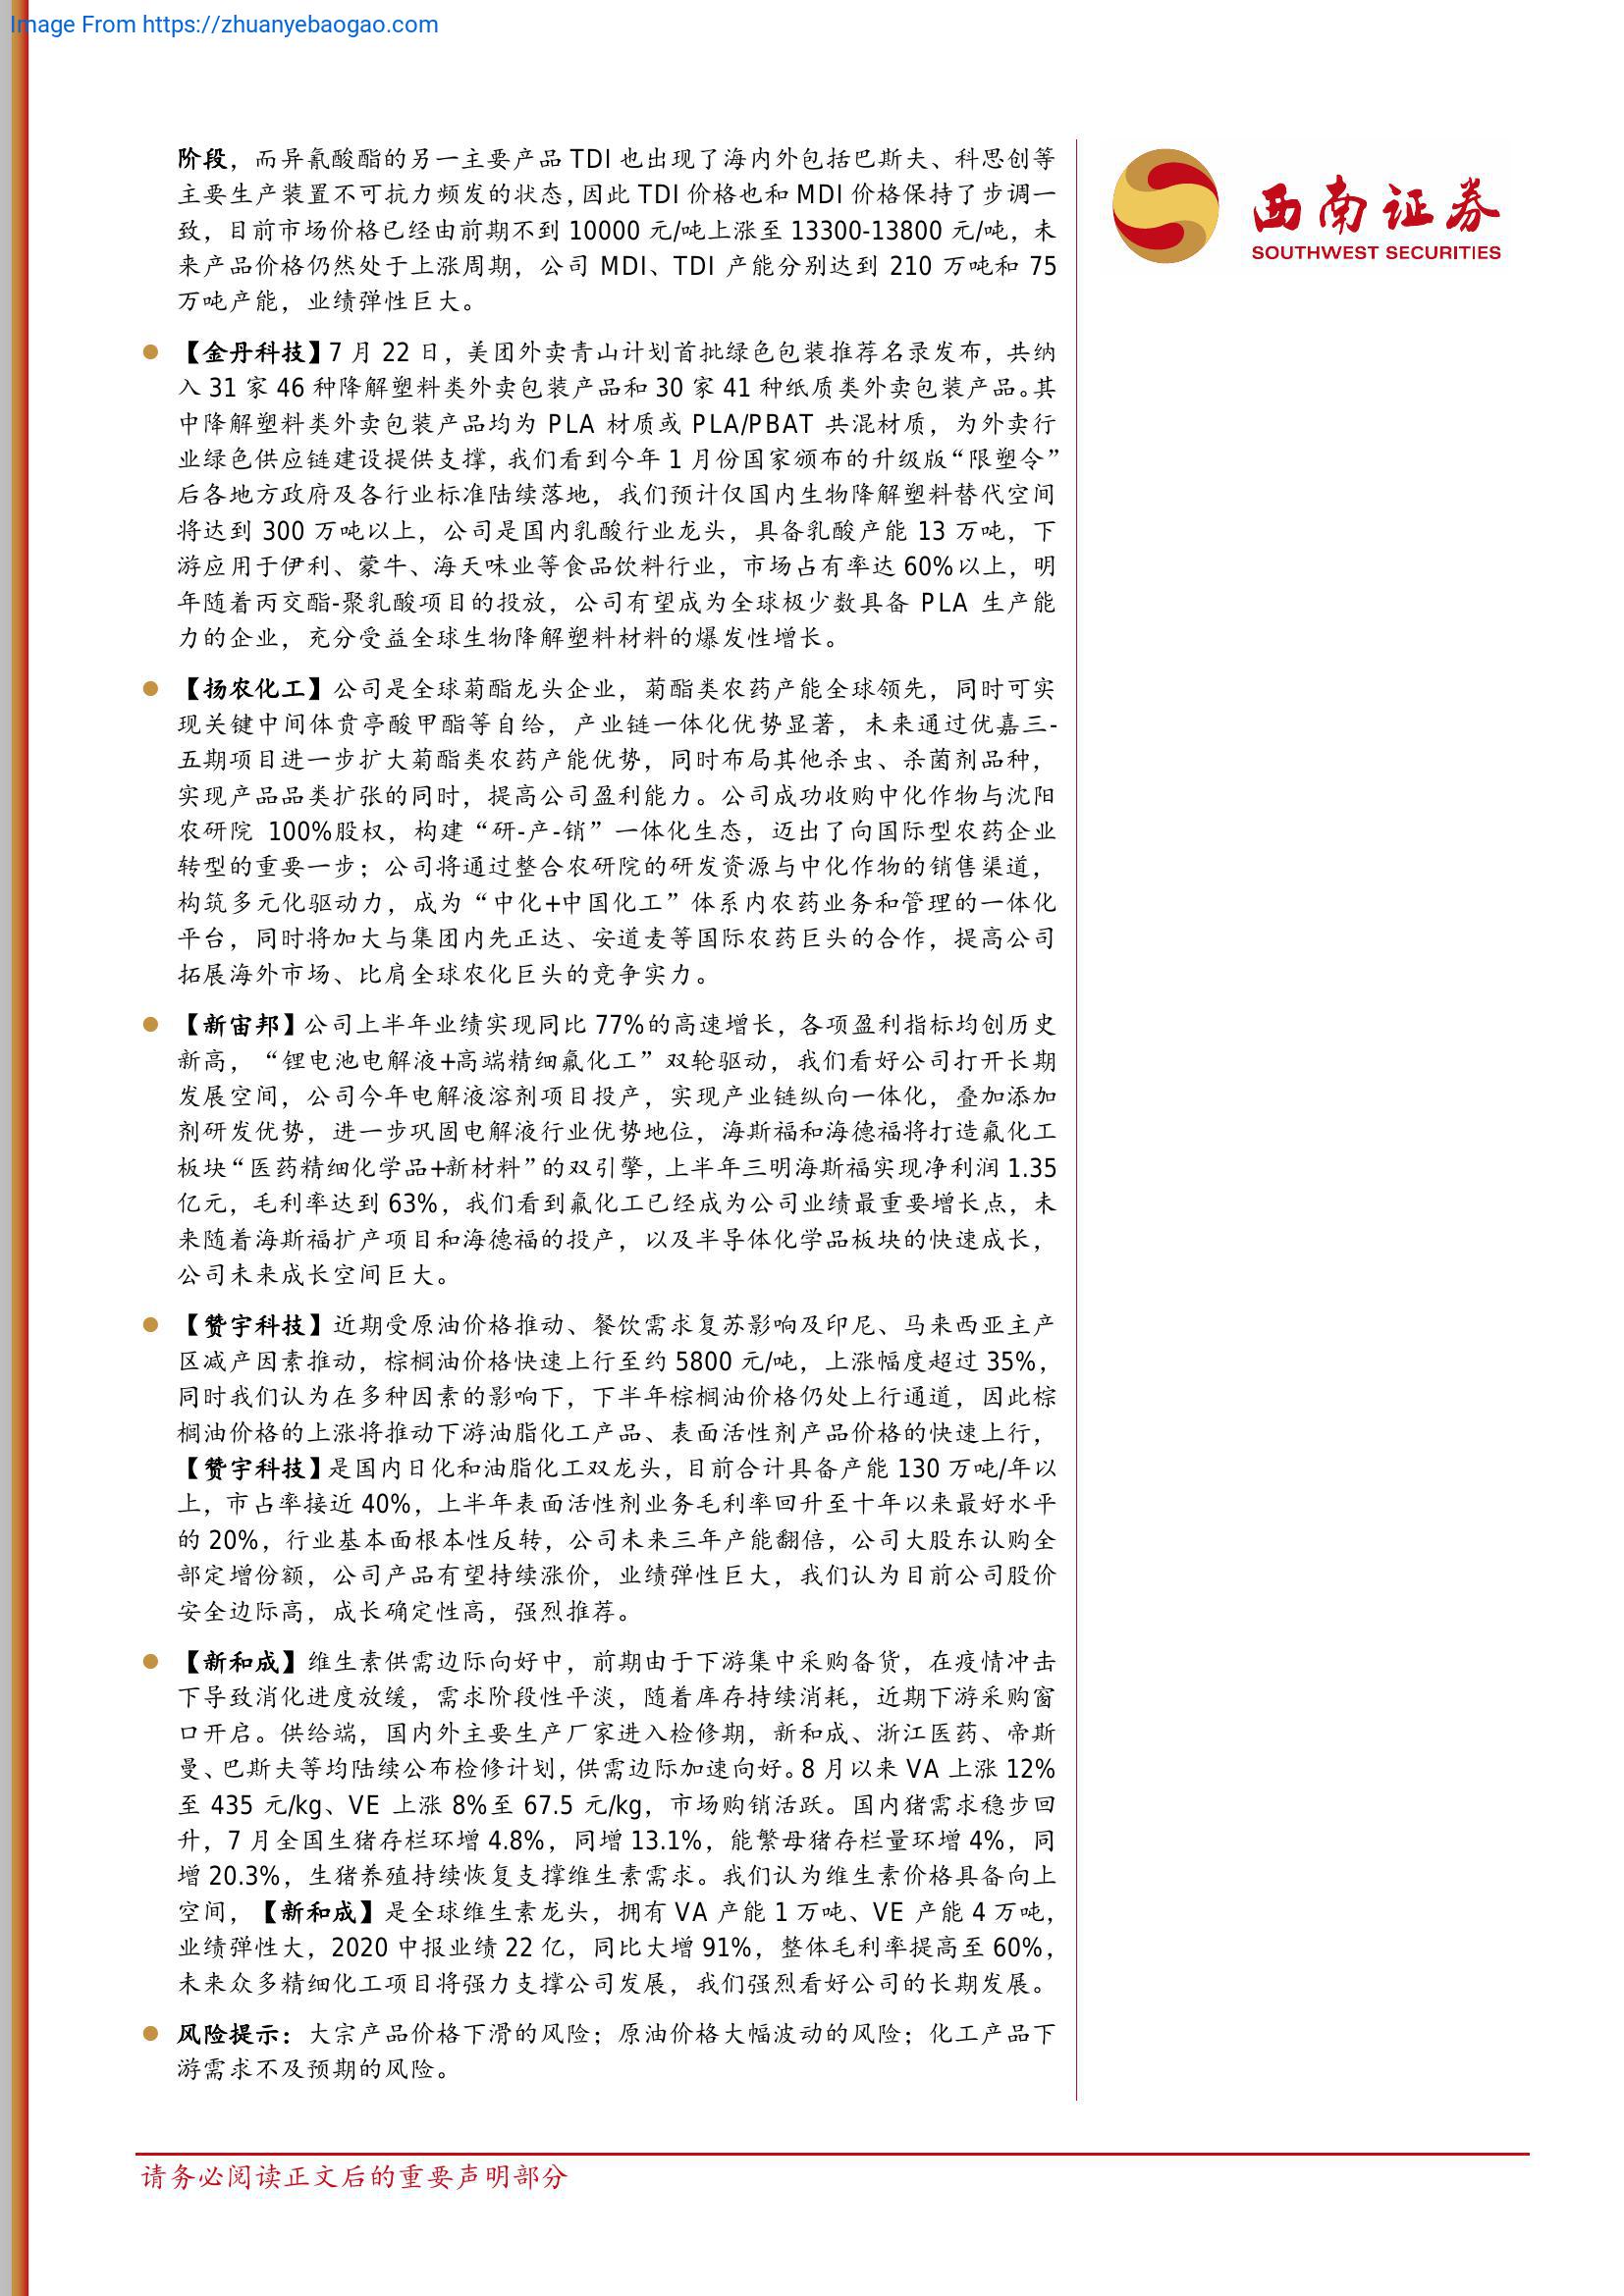 Image From https://zhuanyebaogao.com
西南证券
SOUTHWEST SECURITIES
阶段，而异氰酸酯的另一主要产品 TDI 也出现了海内外包括巴斯夫、科思创等
主要生产装置不可抗力频发的状态，因此 TDI 价格也和 MDI 价格保持了步调一
致，目前市场价格已经由前期不到 10000 元/吨上涨至 13300-13800 元/吨，未
来产品价格仍然处于上涨周期，公司 MDI、TDI 产能分别达到 210 万吨和 75
万吨产能，业绩弹性巨大。
● 【金丹科技】7 月 22 日，美团外卖青山计划首批绿色包装推荐名录发布，共纳
入 31 家 46 种降解塑料类外卖包装产品和 30 家 41 种纸质类外卖包装产品。其
中降解塑料类外卖包装产品均为 PLA 材质或 PLA/PBAT 共混材质，为外卖行
业绿色供应链建设提供支撑，我们看到今年 1 月份国家颁布的升级版“限塑令”
后各地方政府及各行业标准陆续落地，我们预计仅国内生物降解塑料替代空间
将达到 300 万吨以上，公司是国内乳酸行业龙头，具备乳酸产能 13 万吨，下
游应用于伊利、蒙牛、海天味业等食品饮料行业，市场占有率达 60%以上，明
年随着丙交酯-聚乳酸项目的投放，公司有望成为全球极少数具备 PLA 生产能
力的企业，充分受益全球生物降解塑料材料的爆发性增长。
● 【扬农化工】公司是全球菊酯龙头企业，菊酯类农药产能全球领先，同时可实
现关键中间体贲亭酸甲酯等自给，产业链一体化优势显著，未来通过优嘉三-
五期项目进一步扩大菊酯类农药产能优势，同时布局其他杀虫、杀菌剂品种，
实现产品品类扩张的同时，提高公司盈利能力。公司成功收购中化作物与沈阳
农研院 100%股权，构建“研-产-销”一体化生态，迈出了向国际型农药企业
转型的重要一步；公司将通过整合农研院的研发资源与中化作物的销售渠道，
构筑多元化驱动力，成为“中化+中国化工”体系内农药业务和管理的一体化
平台，同时将加大与集团内先正达、安道麦等国际农药巨头的合作，提高公司
拓展海外市场、比肩全球农化巨头的竞争实力。
● 【新宙邦】公司上半年业绩实现同比 77%的高速增长，各项盈利指标均创历史
新高，“锂电池电解液+高端精细氟化工”双轮驱动，我们看好公司打开长期
发展空间，公司今年电解液溶剂项目投产，实现产业链纵向一体化，叠加添加
剂研发优势，进一步巩固电解液行业优势地位，海斯福和海德福将打造氟化工
板块“医药精细化学品+新材料”的双引擎，上半年三明海斯福实现净利润 1.35
亿元，毛利率达到 63%，我们看到氟化工已经成为公司业绩最重要增长点，未
来随着海斯福扩产项目和海德福的投产，以及半导体化学品板块的快速成长，
公司未来成长空间巨大。
● 【赞宇科技】近期受原油价格推动、餐饮需求复苏影响及印尼、马来西亚主产
区减产因素推动，棕榈油价格快速上行至约 5800 元/吨，上涨幅度超过 35%，
同时我们认为在多种因素的影响下，下半年棕榈油价格仍处上行通道，因此棕
榈油价格的上涨将推动下游油脂化工产品、表面活性剂产品价格的快速上行，
【赞宇科技】是国内日化和油脂化工双龙头，目前合计具备产能 130 万吨/年以
上，市占率接近 40%，上半年表面活性剂业务毛利率回升至十年以来最好水平
的 20%，行业基本面根本性反转，公司未来三年产能翻倍，公司大股东认购全
部定增份额，公司产品有望持续涨价，业绩弹性巨大，我们认为目前公司股价
安全边际高，成长确定性高，强烈推荐。
● 【新和成】维生素供需边际向好中，前期由于下游集中采购备货，在疫情冲击
下导致消化进度放缓，需求阶段性平淡，随着库存持续消耗，近期下游采购窗
口开启。供给端，国内外主要生产厂家进入检修期，新和成、浙江医药、帝斯
曼、巴斯夫等均陆续公布检修计划，供需边际加速向好。8 月以来 VA 上涨 12%
至 435 元/kg、VE 上涨 8%至 67.5 元/kg，市场购销活跃。国内猪需求稳步回
升，7 月全国生猪存栏环增 4.8%，同增 13.1%，能繁母猪存栏量环增 4%，同
增 20.3%，生猪养殖持续恢复支撑维生素需求。我们认为维生素价格具备向上
空间，【新和成】是全球维生素龙头，拥有 VA 产能 1 万吨、VE 产能 4 万吨，
业绩弹性大，2020 中报业绩 22 亿，同比大增 91%，整体毛利率提高至 60%，
未来众多精细化工项目将强力支撑公司发展，我们强烈看好公司的长期发展。
● 风险提示：大宗产品价格下滑的风险；原油价格大幅波动的风险；化工产品下
游需求不及预期的风险。
请务必阅读正文后的重要声明部分